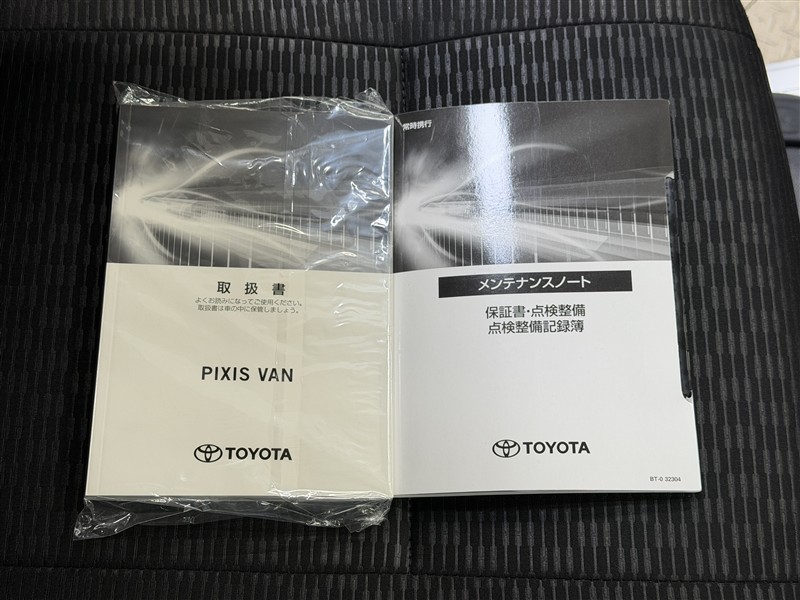 取扱書
よくお読みになってご使用ください。
取扱書は車の中に保管しましょう。
PIXIS VAN
TOYOTA
常時携行
メンテナンスノート
保証書・点検整備
点検整備記録簿
TOYOTA
BT-0 32304